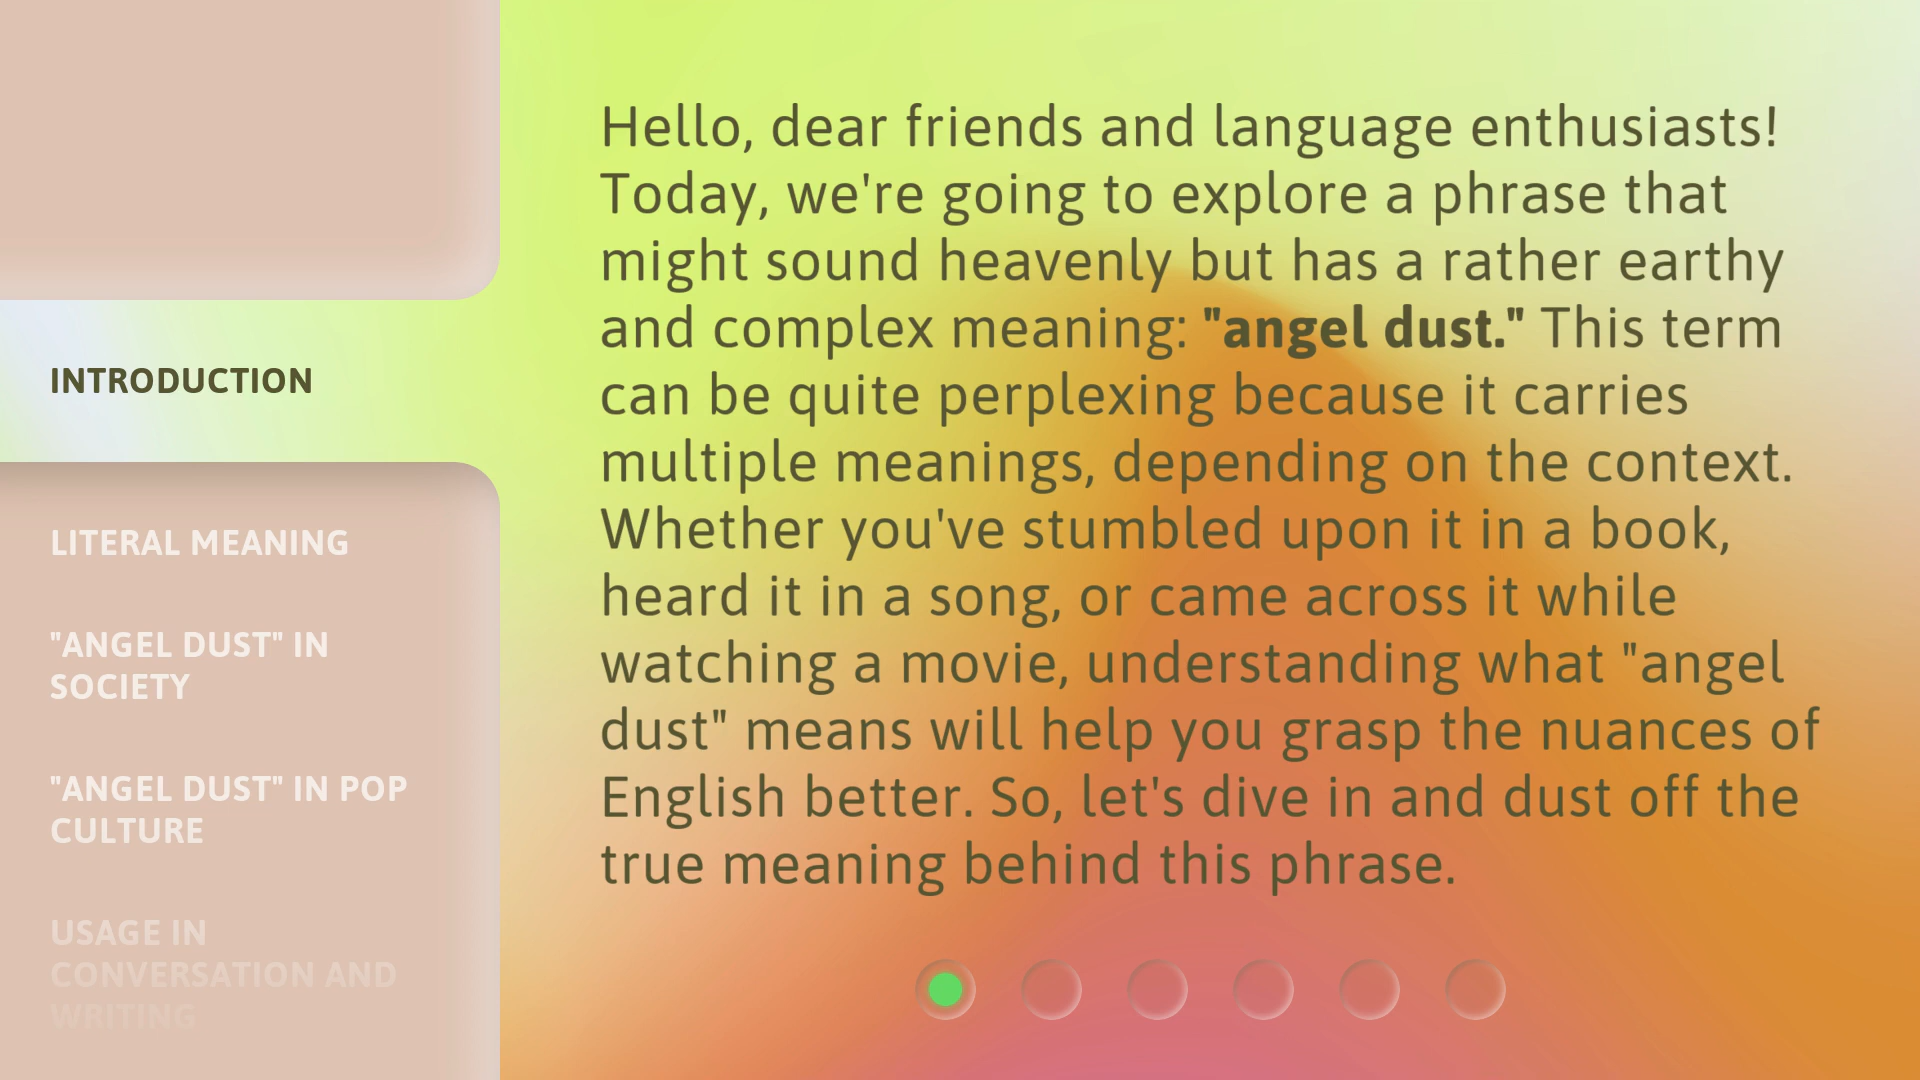 INTRODUCTION
LITERAL MEANING
"ANGEL DUST" IN
SOCIETY
"ANGEL DUST" IN POP
CULTURE
USAGE IN
CONVERSATION AND
WRITING
Hello, dear friends and language enthusiasts!
Today, we're going to explore a phrase that
might sound heavenly but has a rather earthy
and complex meaning: "angel dust." This term
can be quite perplexing because it carries
multiple meanings, depending on the context.
Whether you've stumbled upon it in a book,
heard it in a song, or came across it while
watching a movie, understanding what "angel
dust" means will help you grasp the nuances of
English better. So, let's dive in and dust off the
true meaning behind this phrase.